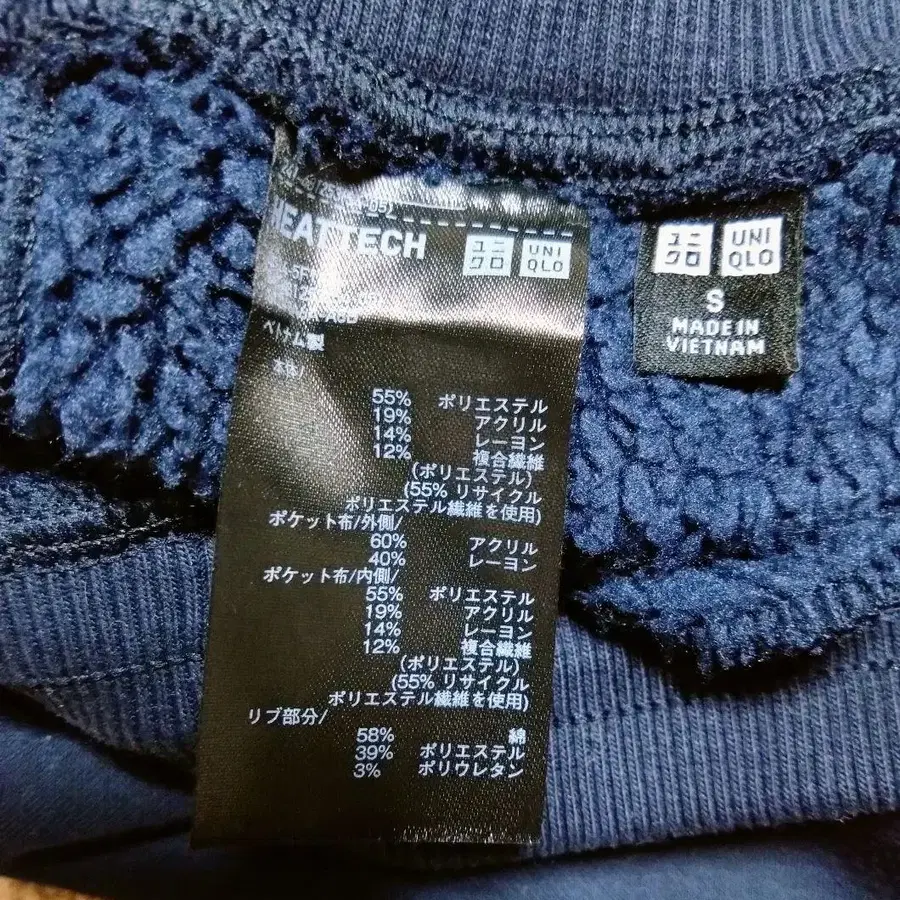 HEATTECH
ユニ
クロ
UNI
QLO
ベトナム製
本体/
55% ポリエステル
19% アクリル
14% レーヨン
12% 複合繊維
(ポリエステル)
(55% リサイクル
ポリエステル繊維を使用)
ポケット布/外側/
60% アクリル
40% レーヨン
ポケット布/内側/
55% ポリエステル
19% アクリル
14% レーヨン
12% 複合繊維
(ポリエステル)
(55% リサイクル
ポリエステル繊維を使用)
リブ部分/
58% 綿
39% ポリエステル
3% ポリウレタン
ユニ
クロ
UNI
QLO
S
MADE IN
VIETNAM